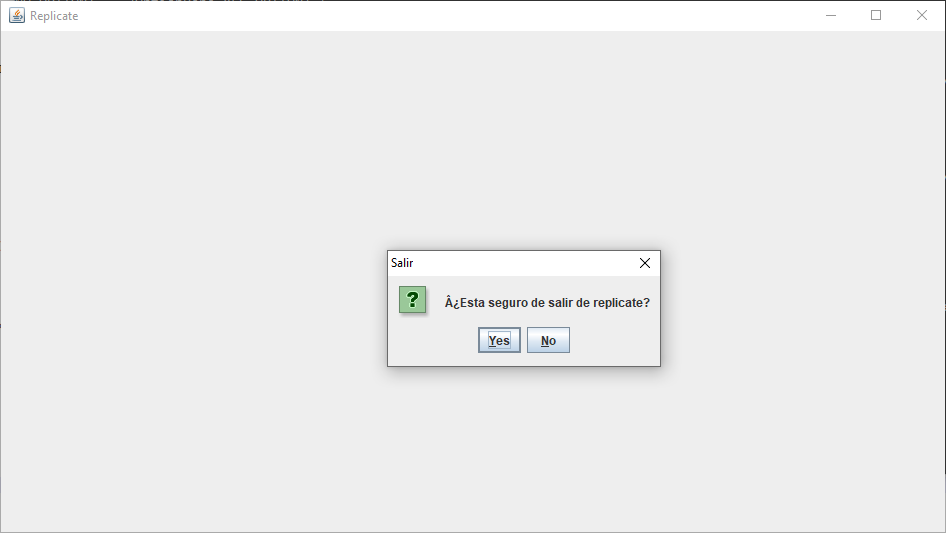 Replicate
Salir
?
Â¿Esta seguro de salir de replicate?
Yes
No